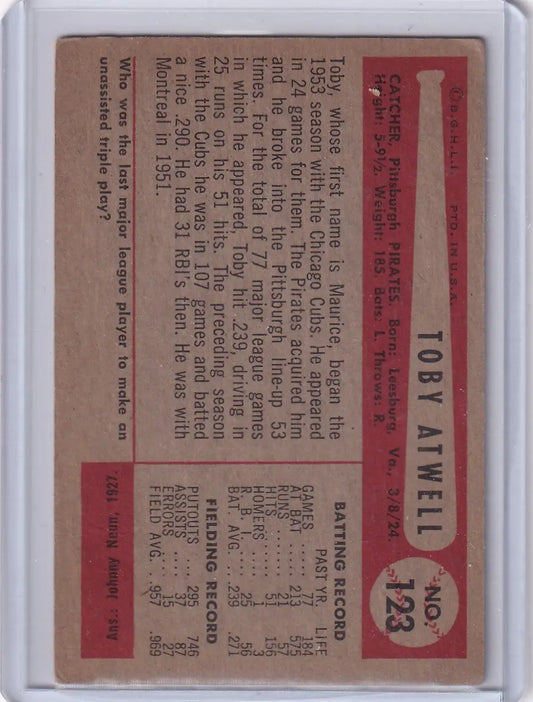 © B.G.H.L.I. PTD. IN U.S.A.
TOBY ATWELL
NO.
123
CATCHER, Pittsburgh PIRATES. Born: Leesburg, Va., 3/8/24.
Height: 5-9½. Weight: 185. Bats: L. Throws: R.
Toby, whose first name is Maurice, began the
1953 season with the Chicago Cubs. He appeared
in 24 games for them. The Pirates acquired him
and he broke into the Pittsburgh line-up 53
times. For the total of 77 major league games
in which he appeared, Toby hit .239, driving in
25 runs on his 51 hits. The preceding season
with the Cubs he was in 107 games and batted
a nice .290. He had 31 RBI's then. He was with
Montreal in 1951.
BATTING RECORD
PAST YR. LIFE
GAMES .... 77 184
AT BAT ... 213 575
RUNS ..... 21 57
HITS ..... 51 156
HOMERS ... 1 3
R. B. I. .... 25 56
BAT. AVG. .. .239 .271
FIELDING RECORD
PUTOUTS .... 295 746
ASSISTS .... 37 87
ERRORS .... 15 27
FIELD AVG. .. .957 .969
Who was the last major league player to make an
unassisted triple play?
Ans.: Johnny Neun, 1927.